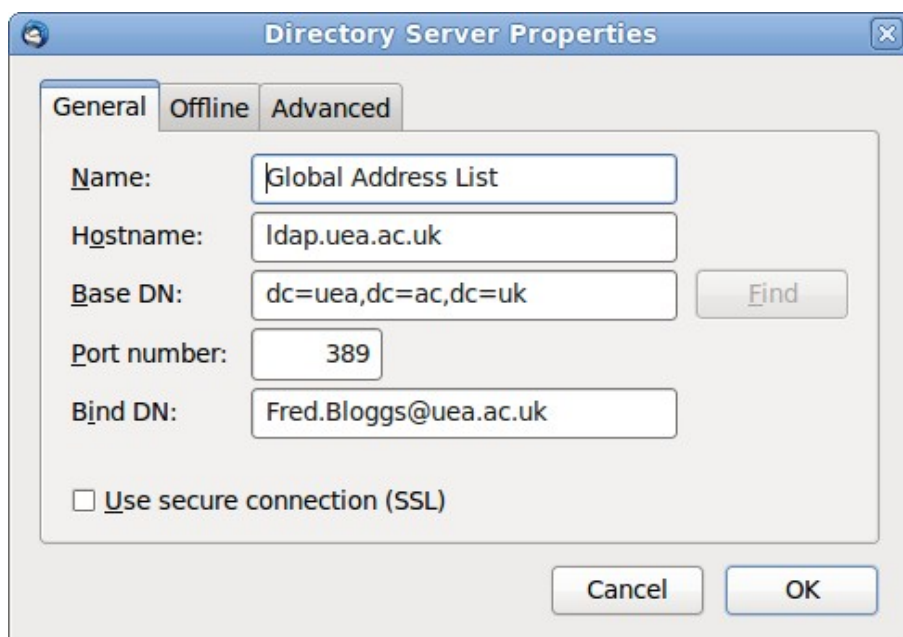 Directory Server Properties
General Offline Advanced
Name: Global Address List
Hostname: ldap.uea.ac.uk
Base DN: dc=uea,dc=ac,dc=uk Find
Port number: 389
Bind DN: Fred.Bloggs@uea.ac.uk
Use secure connection (SSL)
Cancel OK